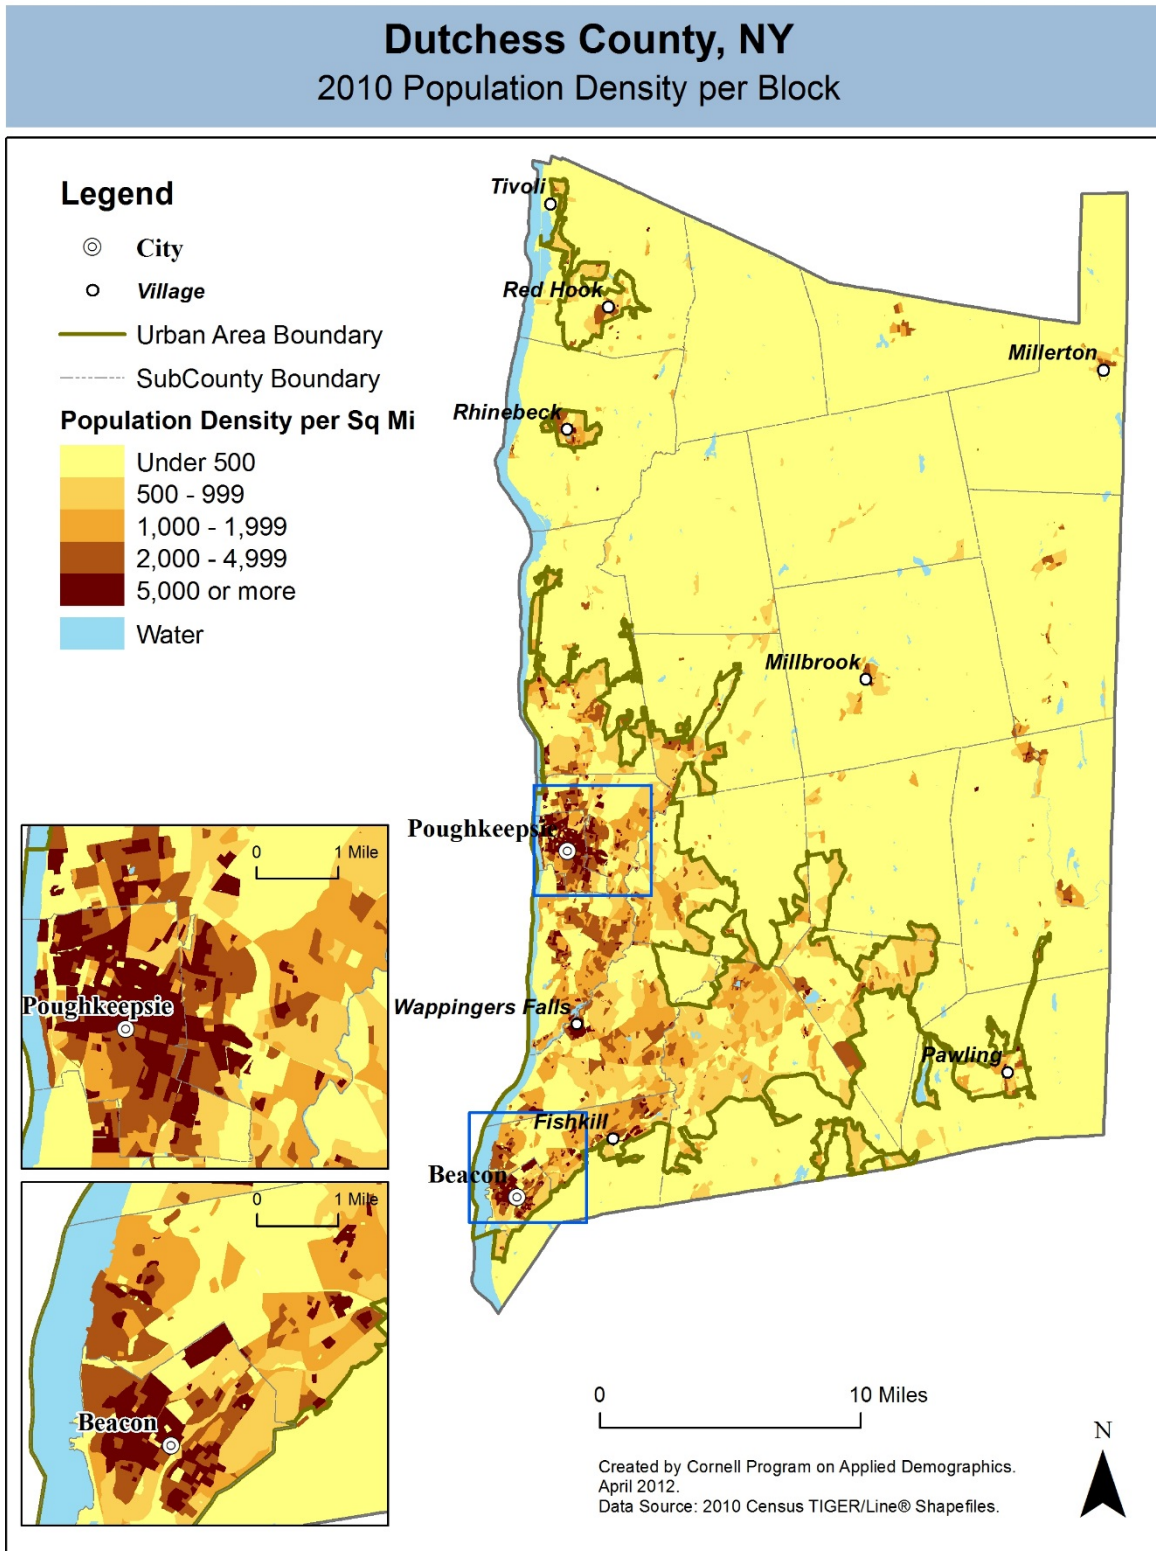 Dutchess County, NY
2010 Population Density per Block
Legend
City
Village
Urban Area Boundary
SubCounty Boundary
Population Density per Sq Mi
Under 500
500 - 999
1,000 - 1,999
2,000 - 4,999
5,000 or more
Water
Tivoli
Red Hook
Millerton
Rhinebeck
Millbrook
Poughkeepsie
Wappingers Falls
Pawling
Fishkill
Beacon
0 1 Mile
Poughkeepsie
0 1 Mile
Beacon
0 10 Miles
N
Created by Cornell Program on Applied Demographics.
April 2012.
Data Source: 2010 Census TIGER/Line® Shapefiles.